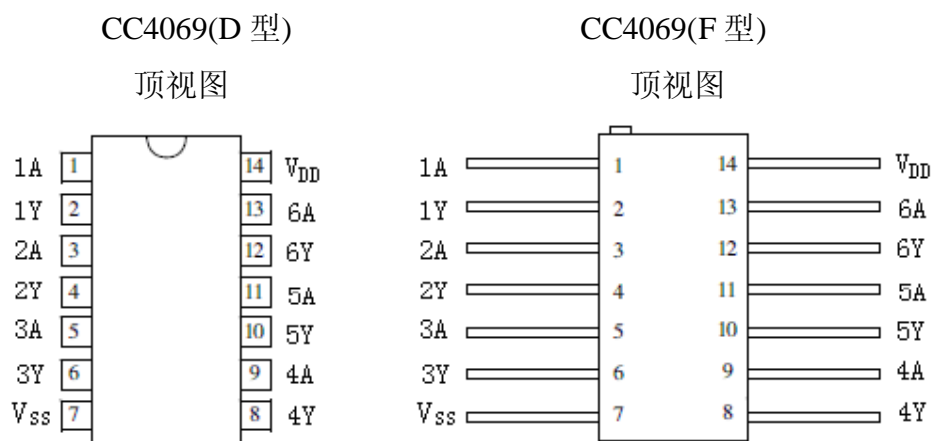 CC4069(D 型) CC4069(F 型)
顶视图 顶视图
1A 1 14 VDD 1A 1 14 VDD
1Y 2 13 6A 1Y 2 13 6A
2A 3 12 6Y 2A 3 12 6Y
2Y 4 11 5A 2Y 4 11 5A
3A 5 10 5Y 3A 5 10 5Y
3Y 6 9 4A 3Y 6 9 4A
VSS 7 8 4Y VSS 7 8 4Y